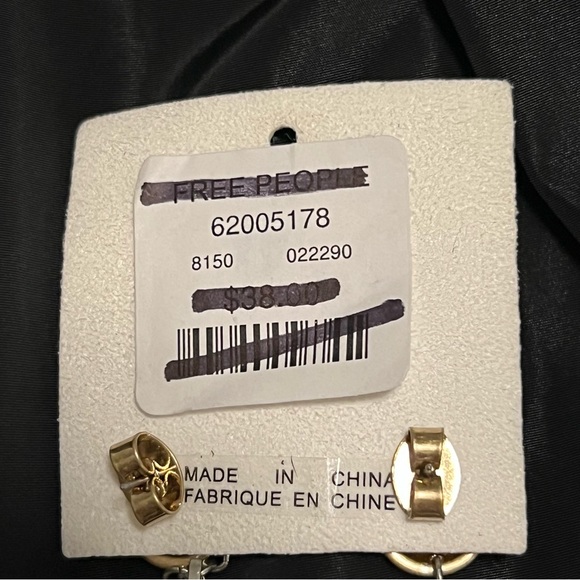 FREE PEOPLE
62005178
8150 022290
$38.00
MADE IN CHINA
FABRIQUE EN CHINE